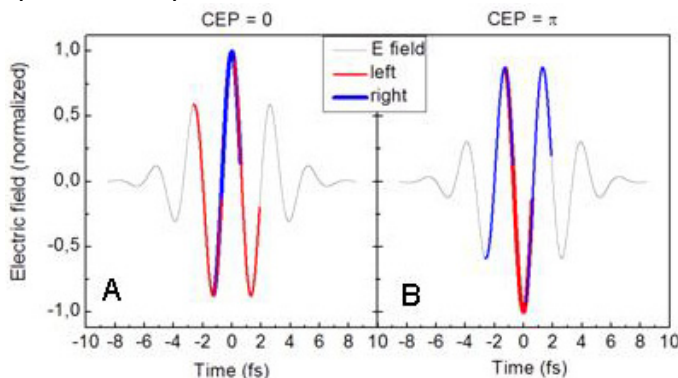 CEP = 0
CEP = π
E field
left
right
Electric field (normalized)
1,0
0,5
0,0
-0,5
-1,0
A
B
-10 -8 -6 -4 -2 0 2 4 6 8 10
-10 -8 -6 -4 -2 0 2 4 6 8 10
Time (fs)
Time (fs)